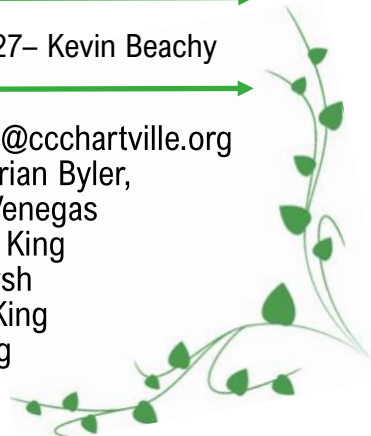 27– Kevin Beachy
@ccchartville.org
rian Byler,
Venegas
King
sh
King
g